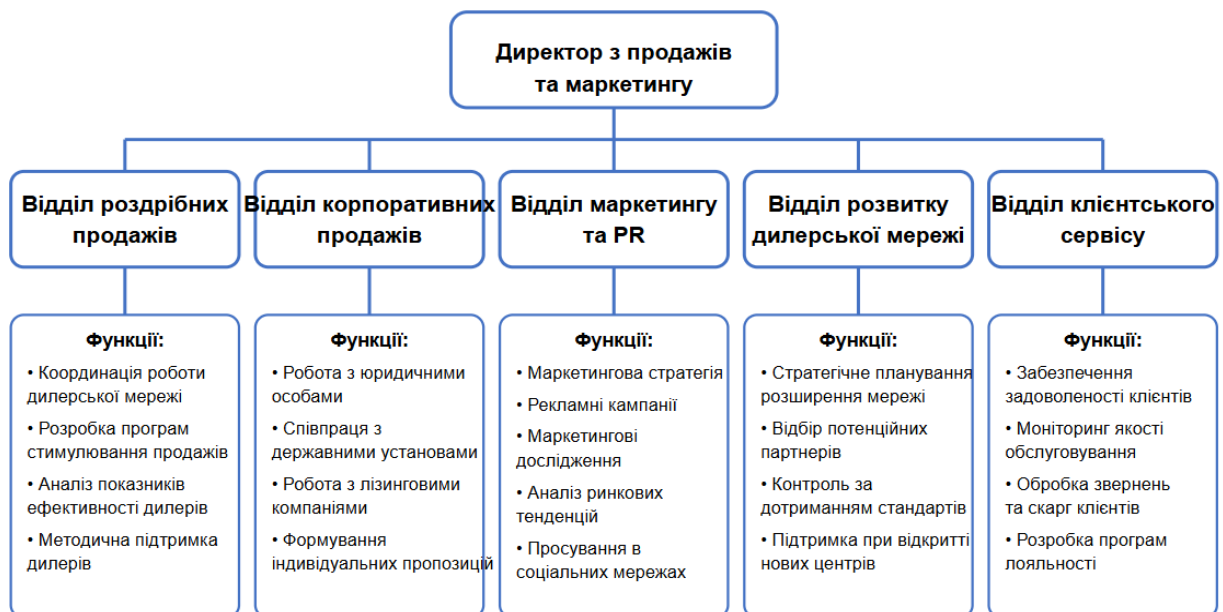 Директор з продажів
та маркетингу
Відділ роздрібних
продажів
Відділ корпоративних
продажів
Відділ маркетингу
та PR
Відділ розвитку
дилерської мережі
Відділ клієнтського
сервісу
Функції:
• Координація роботи
дилерської мережі
• Розробка програм
стимулювання продажів
• Аналіз показників
ефективності дилерів
• Методична підтримка
дилерів
Функції:
• Робота з юридичними
особами
• Співпраця з
державними установами
• Робота з лізинговими
компаніями
• Формування
індивідуальних пропозицій
Функції:
• Маркетингова стратегія
• Рекламні кампанії
• Маркетингові
дослідження
• Аналіз ринкових
тенденцій
• Просування в
соціальних мережах
Функції:
• Стратегічне планування
розширення мережі
• Відбір потенційних
партнерів
• Контроль за
дотриманням стандартів
• Підтримка при відкритті
нових центрів
Функції:
• Забезпечення
задоволеності клієнтів
• Моніторинг якості
обслуговування
• Обробка звернень
та скарг клієнтів
• Розробка програм
лояльності